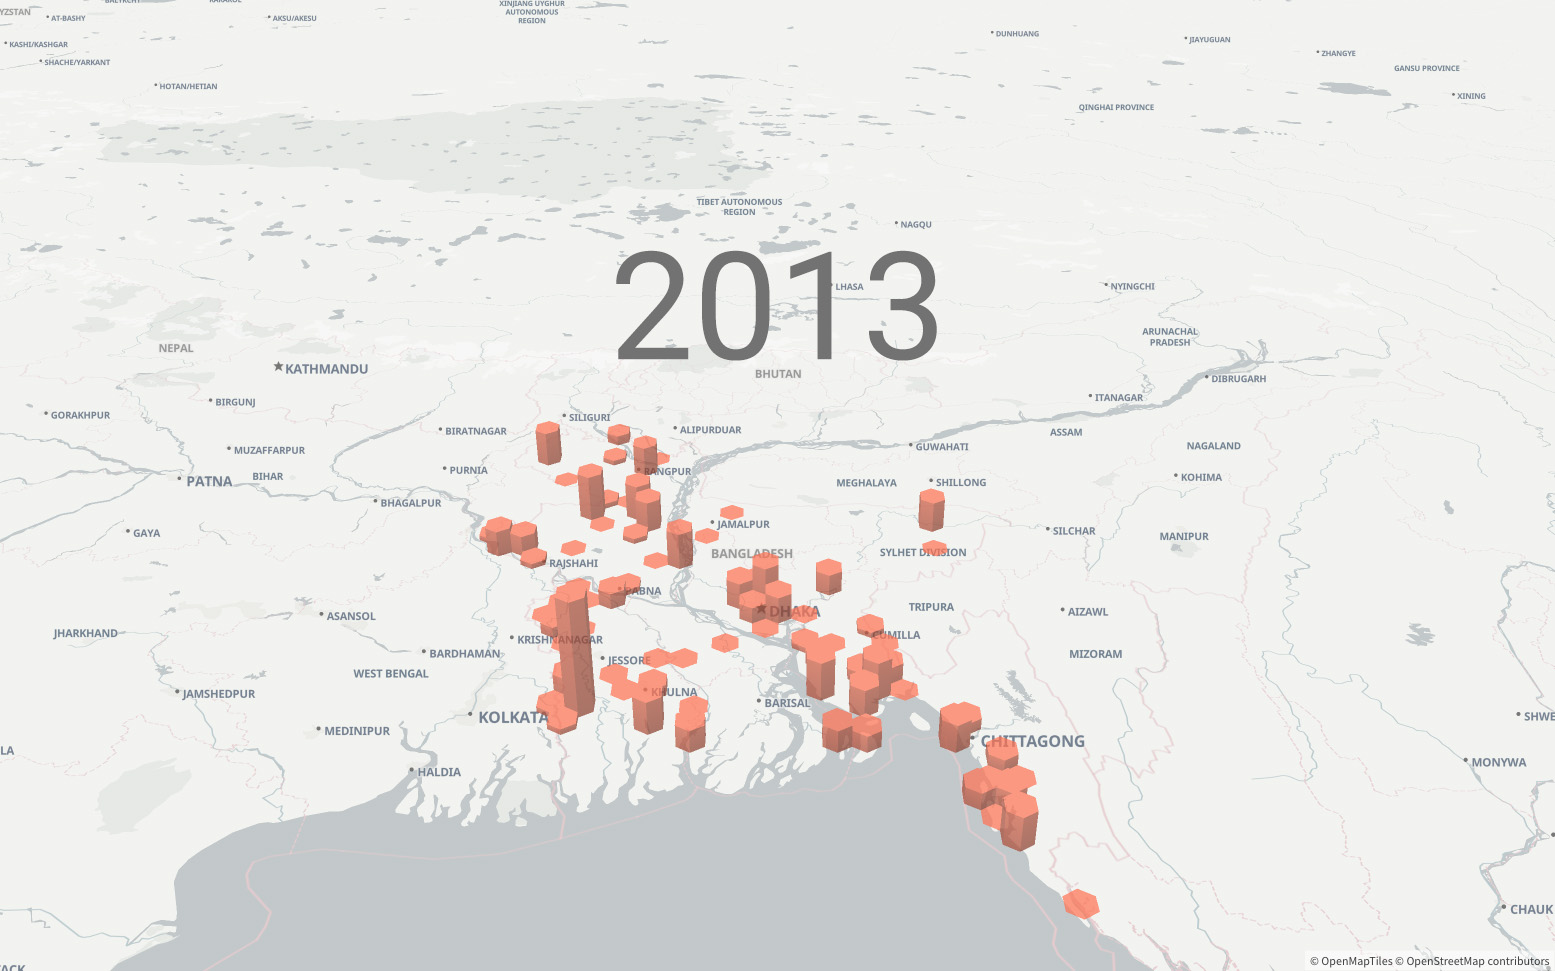 XINJIANG UYGHUR
AUTONOMOUS
REGION
AT-BASHY
AKSU/AKESU
KASHI/KASHGAR
SHACHE/YARKANT
HOTAN/HETIAN
DUNHUANG
JIAYUGUAN
ZHANGYE
GANSU PROVINCE
XINING
QINGHAI PROVINCE
TIBET AUTONOMOUS
REGION
NAGQU
2013
LHASA
NYINGCHI
ARUNACHAL
PRADESH
NEPAL
KATHMANDU
BHUTAN
DIBRUGARH
ITANAGAR
BIRGUNJ
GORAKHPUR
SILIGURI
BIRATNAGAR
ALIPURDUAR
ASSAM
GUWAHATI
NAGALAND
MUZAFFARPUR
PURNIA
RANGPUR
KOHIMA
PATNA
BIHAR
MEGHALAYA
SHILLONG
BHAGALPUR
JAMALPUR
GAYA
SILCHAR
MANIPUR
BANGLADESH
SYLHET DIVISION
RAJSHAHI
PABNA
DHAKA
TRIPURA
AIZAWL
ASANSOL
JHARKHAND
KRISHNANAGAR
CUMILLA
BARDHAMAN
JESSORE
MIZORAM
WEST BENGAL
JAMSHEDPUR
KHULNA
BARISAL
KOLKATA
MEDINIPUR
CHITTAGONG
SHWE
LA
HALDIA
MONYWA
CHAUK
© OpenMapTiles © OpenStreetMap contributors